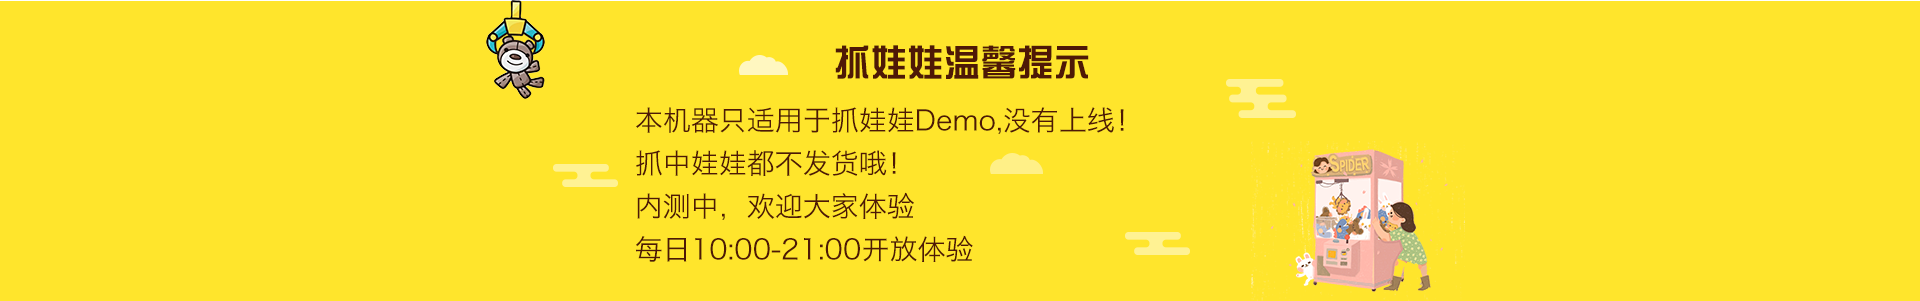 抓娃娃温馨提示
本机器只适用于抓娃娃Demo,没有上线！
抓中娃娃都不发货哦！
内测中，欢迎大家体验
每日10:00-21:00开放体验
SPIDER